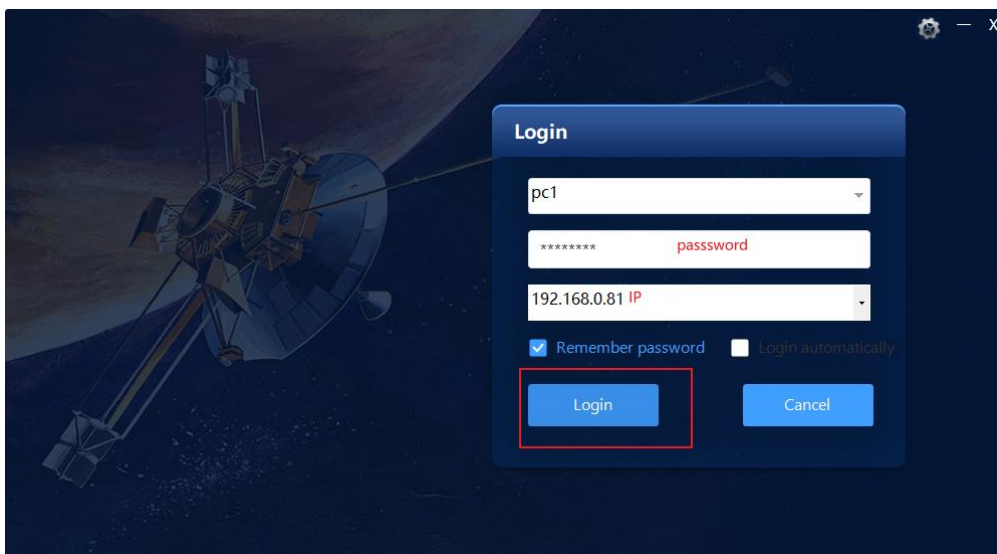 — X
Login
pc1
******** passsword
192.168.0.81 IP
Remember password Login automatically
Login Cancel